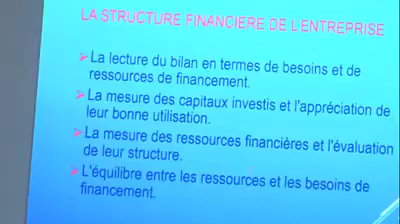 LA STRUCTURE FINANCIERE DE L'ENTREPRISE
➢La lecture du bilan en termes de besoins et de
ressources de financement.
➢La mesure des capitaux investis et l'appréciation de
leur bonne utilisation.
➢La mesure des ressources financières et l'évaluation
de leur structure.
➢L'équilibre entre les ressources et les besoins de
financement.